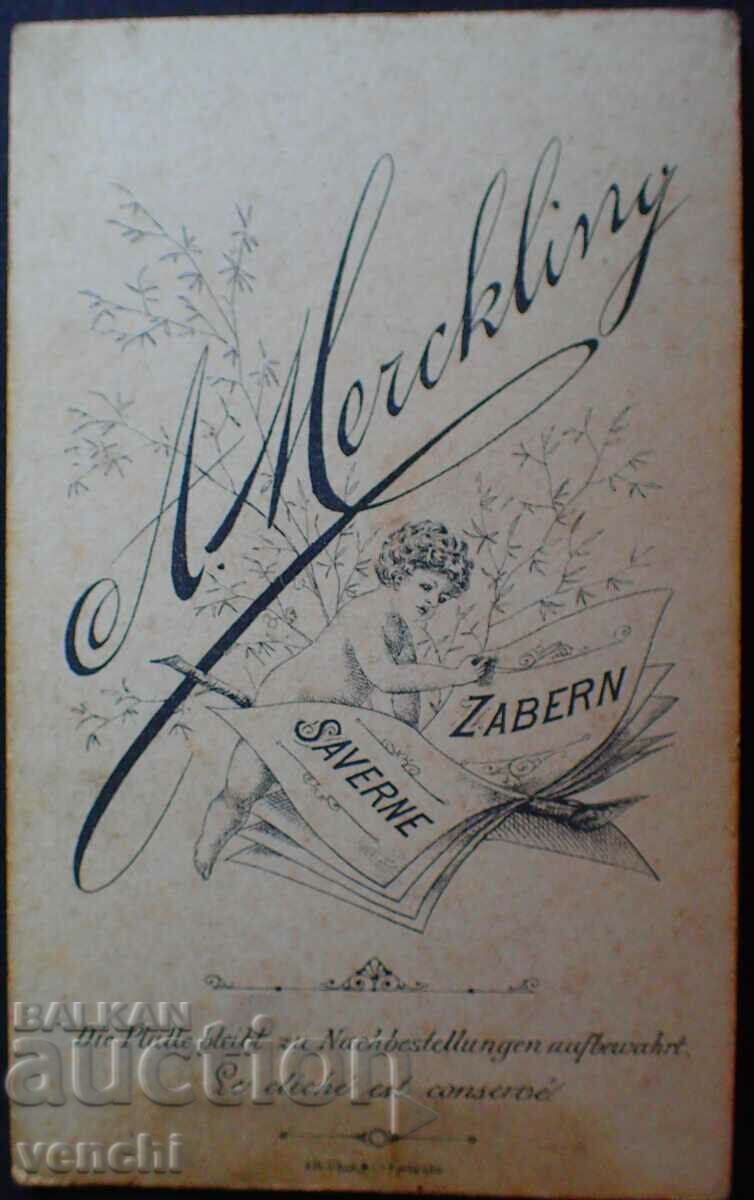 A. Merckling
ZABERN
SAVERNE
Die Platte bleibt zu Nachbestellungen aufbewahrt.
Le cliché est conservé
BALKAN
auction
venchi